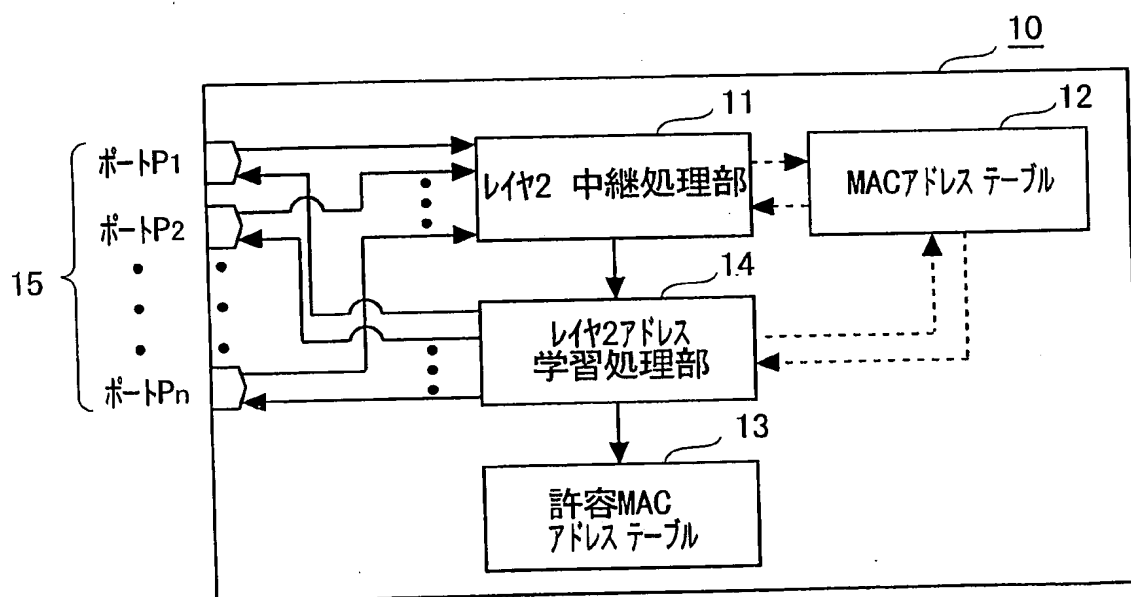 10
11
12
ポートP1
レイヤ2 中継処理部
MACアドレス テーブル
ポートP2
15
14
レイヤ2アドレス
学習処理部
ポートPn
13
許容MAC
アドレス テーブル